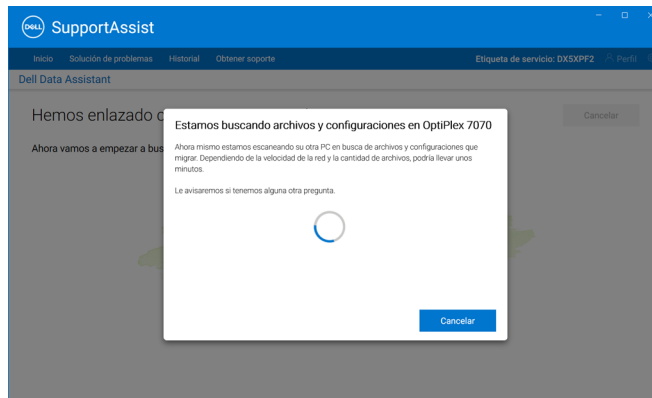 DELL SupportAssist
Inicio Solución de problemas Historial Obtener soporte Etiqueta de servicio: DX5XPF2 Perfil
Dell Data Assistant
Hemos enlazado
Cancelar
Ahora vamos a empezar a bus
Estamos buscando archivos y configuraciones en OptiPlex 7070
Ahora mismo estamos escaneando su otra PC en busca de archivos y configuraciones que
migrar. Dependiendo de la velocidad de la red y la cantidad de archivos, podría llevar unos
minutos.
Le avisaremos si tenemos alguna otra pregunta.
Cancelar